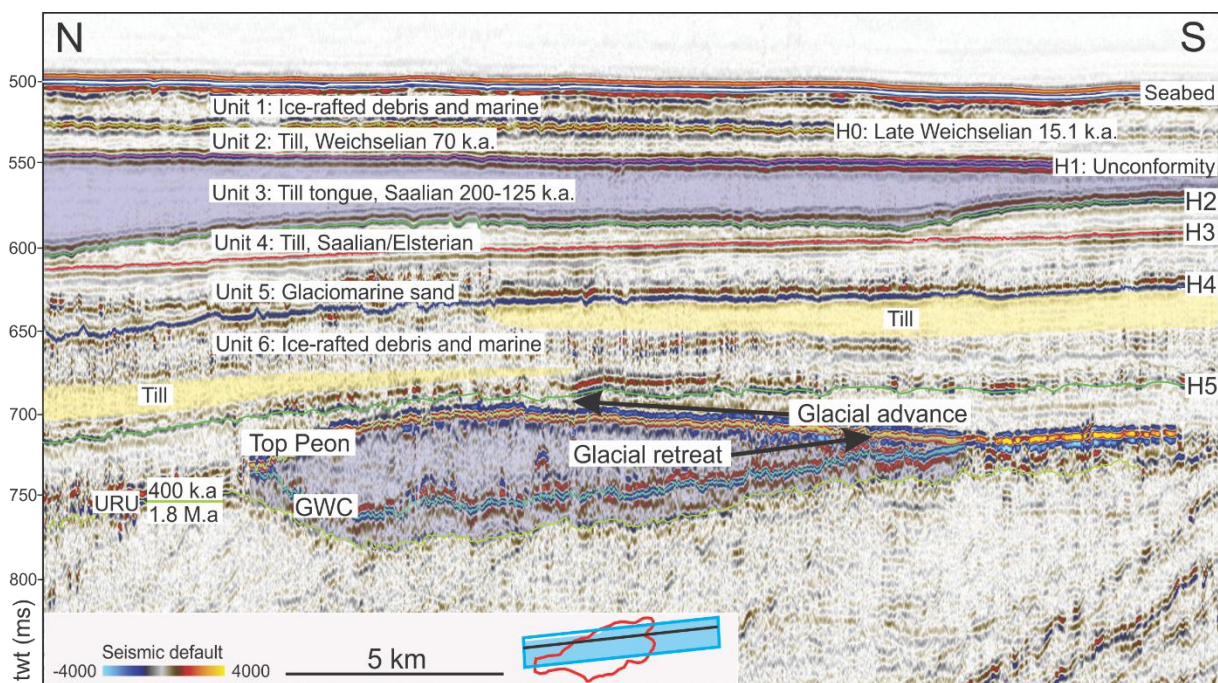 N
S
500
Seabed
Unit 1: Ice-rafted debris and marine
H0: Late Weichselian 15.1 k.a.
Unit 2: Till, Weichselian 70 k.a.
550
H1: Unconformity
Unit 3: Till tongue, Saalian 200-125 k.a.
H2
H3
600
Unit 4: Till, Saalian/Elsterian
H4
Unit 5: Glaciomarine sand
Till
650
Unit 6: Ice-rafted debris and marine
Till
H5
700
Glacial advance
Top Peon
Glacial retreat
URU
400 k.a
1.8 M.a
750
GWC
800
twt (ms)
Seismic default
-4000
4000
5 km